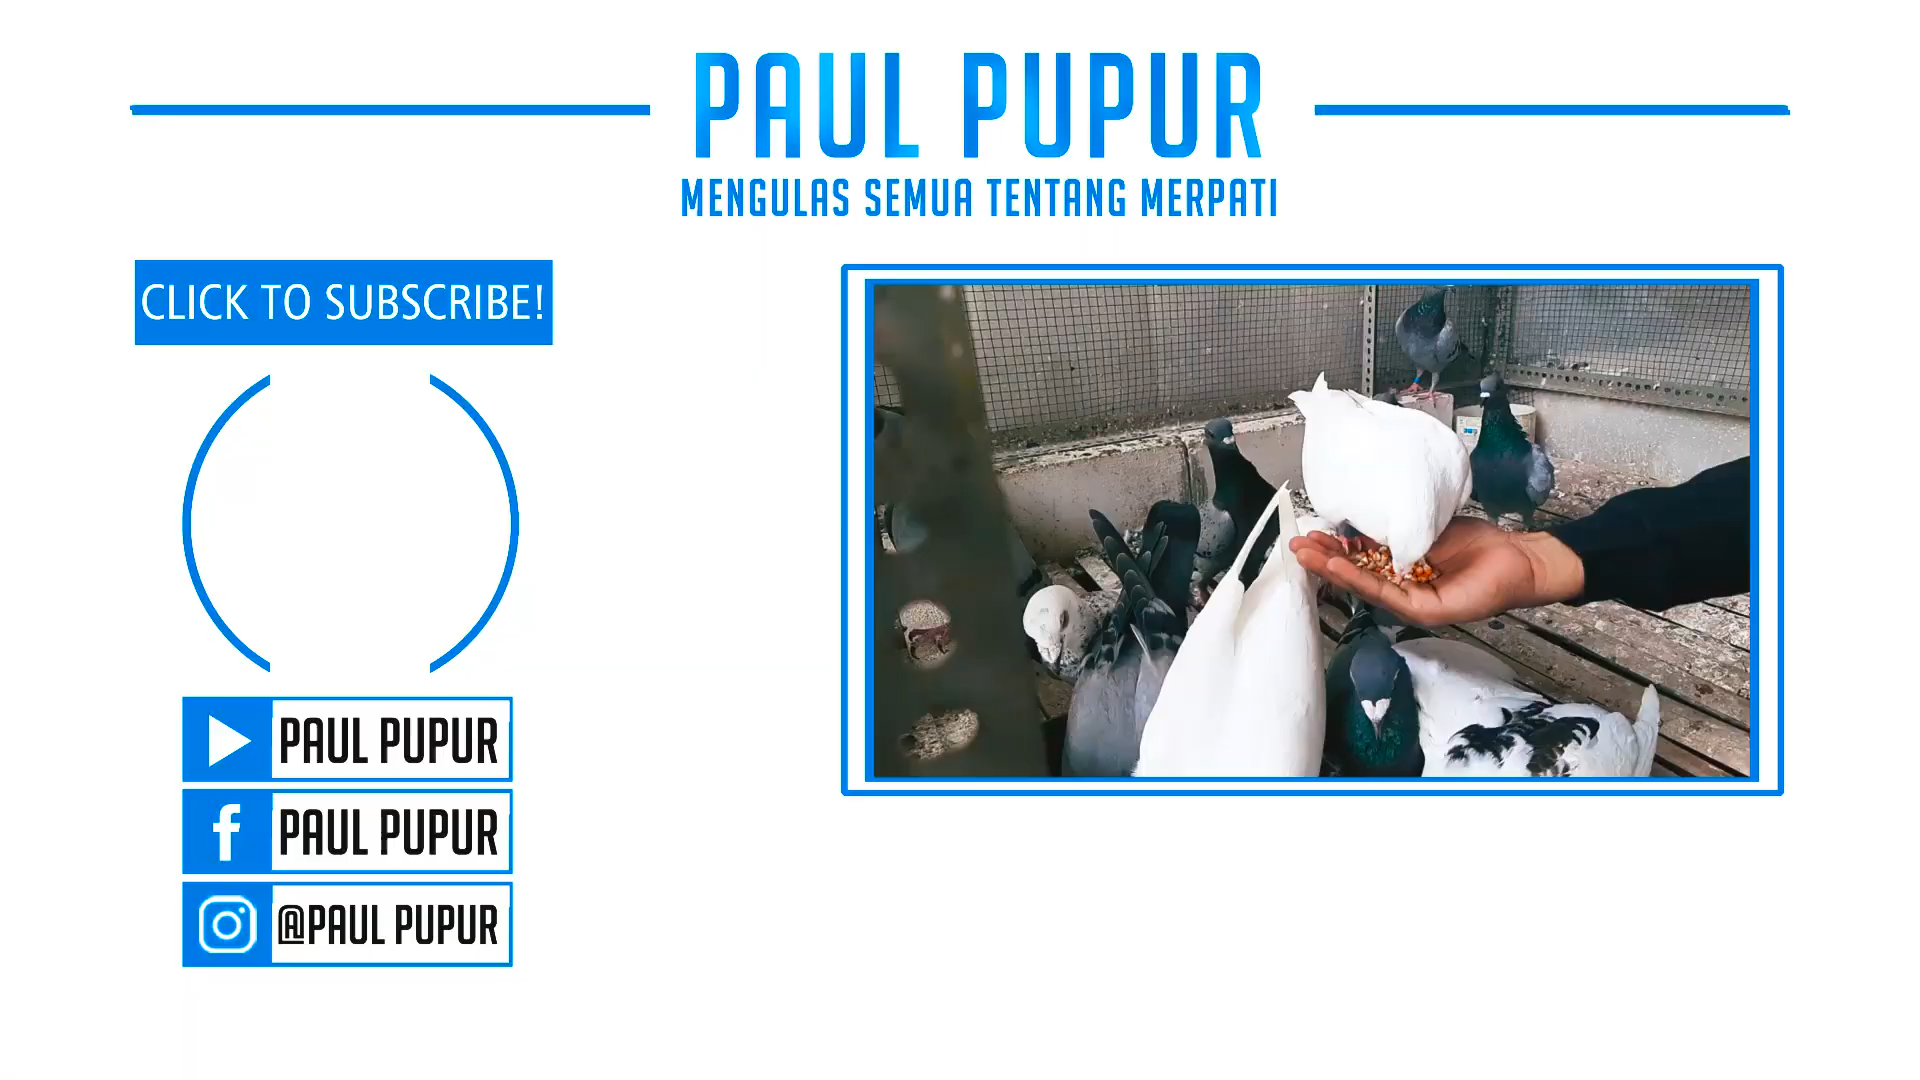 PAUL PUPUR
MENGULAS SEMUA TENTANG MERPATI
CLICK TO SUBSCRIBE!
PAUL PUPUR
PAUL PUPUR
@PAUL PUPUR